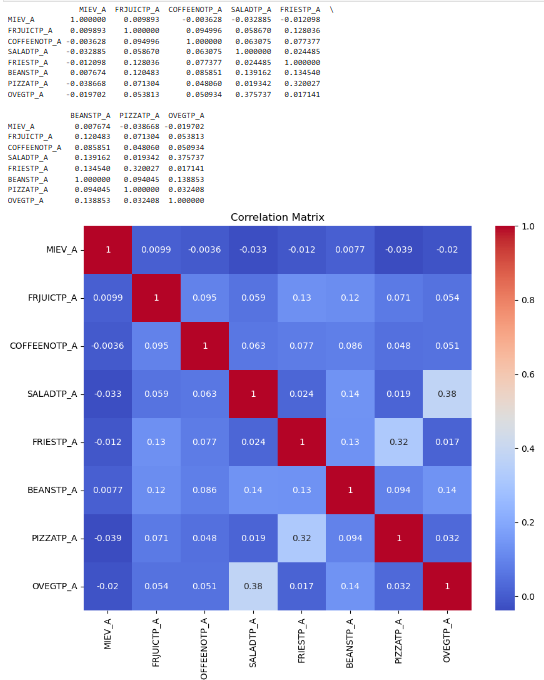 MIEV_A FRJUICTP_A COFFEENOTP_A SALADTP_A FRIESTP_A \
MIEV_A 1.000000 0.009893 -0.003628 -0.032885 -0.012098
FRJUICTP_A 0.009893 1.000000 0.094996 0.058670 0.128036
COFFEENOTP_A -0.003628 0.094996 1.000000 0.063075 0.077377
SALADTP_A -0.032885 0.058670 0.063075 1.000000 0.024485
FRIESTP_A -0.012098 0.128036 0.077377 0.024485 1.000000
BEANSTP_A 0.007674 0.120483 0.085851 0.139162 0.134540
PIZZATP_A -0.038668 0.071304 0.048060 0.019342 0.320027
OVEGTP_A -0.019702 0.053813 0.050934 0.375737 0.017141
BEANSTP_A PIZZATP_A OVEGTP_A
MIEV_A 0.007674 -0.038668 -0.019702
FRJUICTP_A 0.120483 0.071304 0.053813
COFFEENOTP_A 0.085851 0.048060 0.050934
SALADTP_A 0.139162 0.019342 0.375737
FRIESTP_A 0.134540 0.320027 0.017141
BEANSTP_A 1.000000 0.094045 0.138853
PIZZATP_A 0.094045 1.000000 0.032408
OVEGTP_A 0.138853 0.032408 1.000000
Correlation Matrix
MIEV_A 1 0.0099 -0.0036 -0.033 -0.012 0.0077 -0.039 -0.02
FRJUICTP_A 0.0099 1 0.095 0.059 0.13 0.12 0.071 0.054
COFFEENOTP_A -0.0036 0.095 1 0.063 0.077 0.086 0.048 0.051
SALADTP_A -0.033 0.059 0.063 1 0.024 0.14 0.019 0.38
FRIESTP_A -0.012 0.13 0.077 0.024 1 0.13 0.32 0.017
BEANSTP_A 0.0077 0.12 0.086 0.14 0.13 1 0.094 0.14
PIZZATP_A -0.039 0.071 0.048 0.019 0.32 0.094 1 0.032
OVEGTP_A -0.02 0.054 0.051 0.38 0.017 0.14 0.032 1
MIEV_A
FRJUICTP_A
OFFEENOTP_A
SALADTP_A
FRIESTP_A
BEANSTP_A
PIZZATP_A
OVEGTP_A
1.0
0.8
0.6
0.4
0.2
0.0